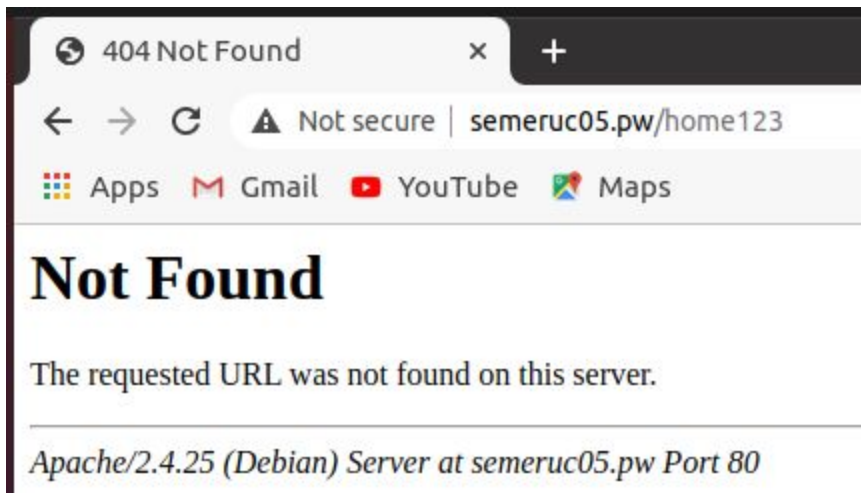 404 Not Found
Not secure | semeruc05.pw/home123
Apps Gmail YouTube Maps
Not Found
The requested URL was not found on this server.
Apache/2.4.25 (Debian) Server at semeruc05.pw Port 80